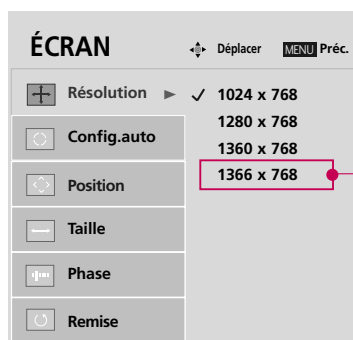 ÉCRAN
Déplacer MENU Préc.
Résolution
1024 x 768
1280 x 768
1360 x 768
1366 x 768
Config.auto
Position
Taille
Phase
Remise